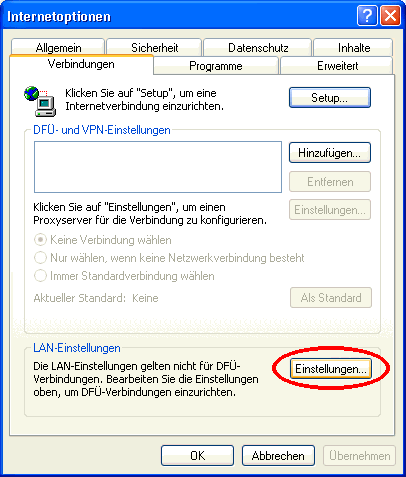 Internetoptionen
Allgemein Sicherheit Datenschutz Inhalte
Verbindungen Programme Erweitert
Klicken Sie auf "Setup", um eine
Internetverbindung einzurichten.
Setup...
DFÜ- und VPN-Einstellungen
Hinzufügen...
Entfernen
Klicken Sie auf "Einstellungen", um einen
Proxyserver für die Verbindung zu konfigurieren.
Einstellungen...
Keine Verbindung wählen
Nur wählen, wenn keine Netzwerkverbindung besteht
Immer Standardverbindung wählen
Aktueller Standard: Keine
Als Standard
LAN-Einstellungen
Die LAN-Einstellungen gelten nicht für DFÜ-
Verbindungen. Bearbeiten Sie die Einstellungen
oben, um DFÜ-Verbindungen einzurichten.
Einstellungen...
OK Abbrechen Übernehmen